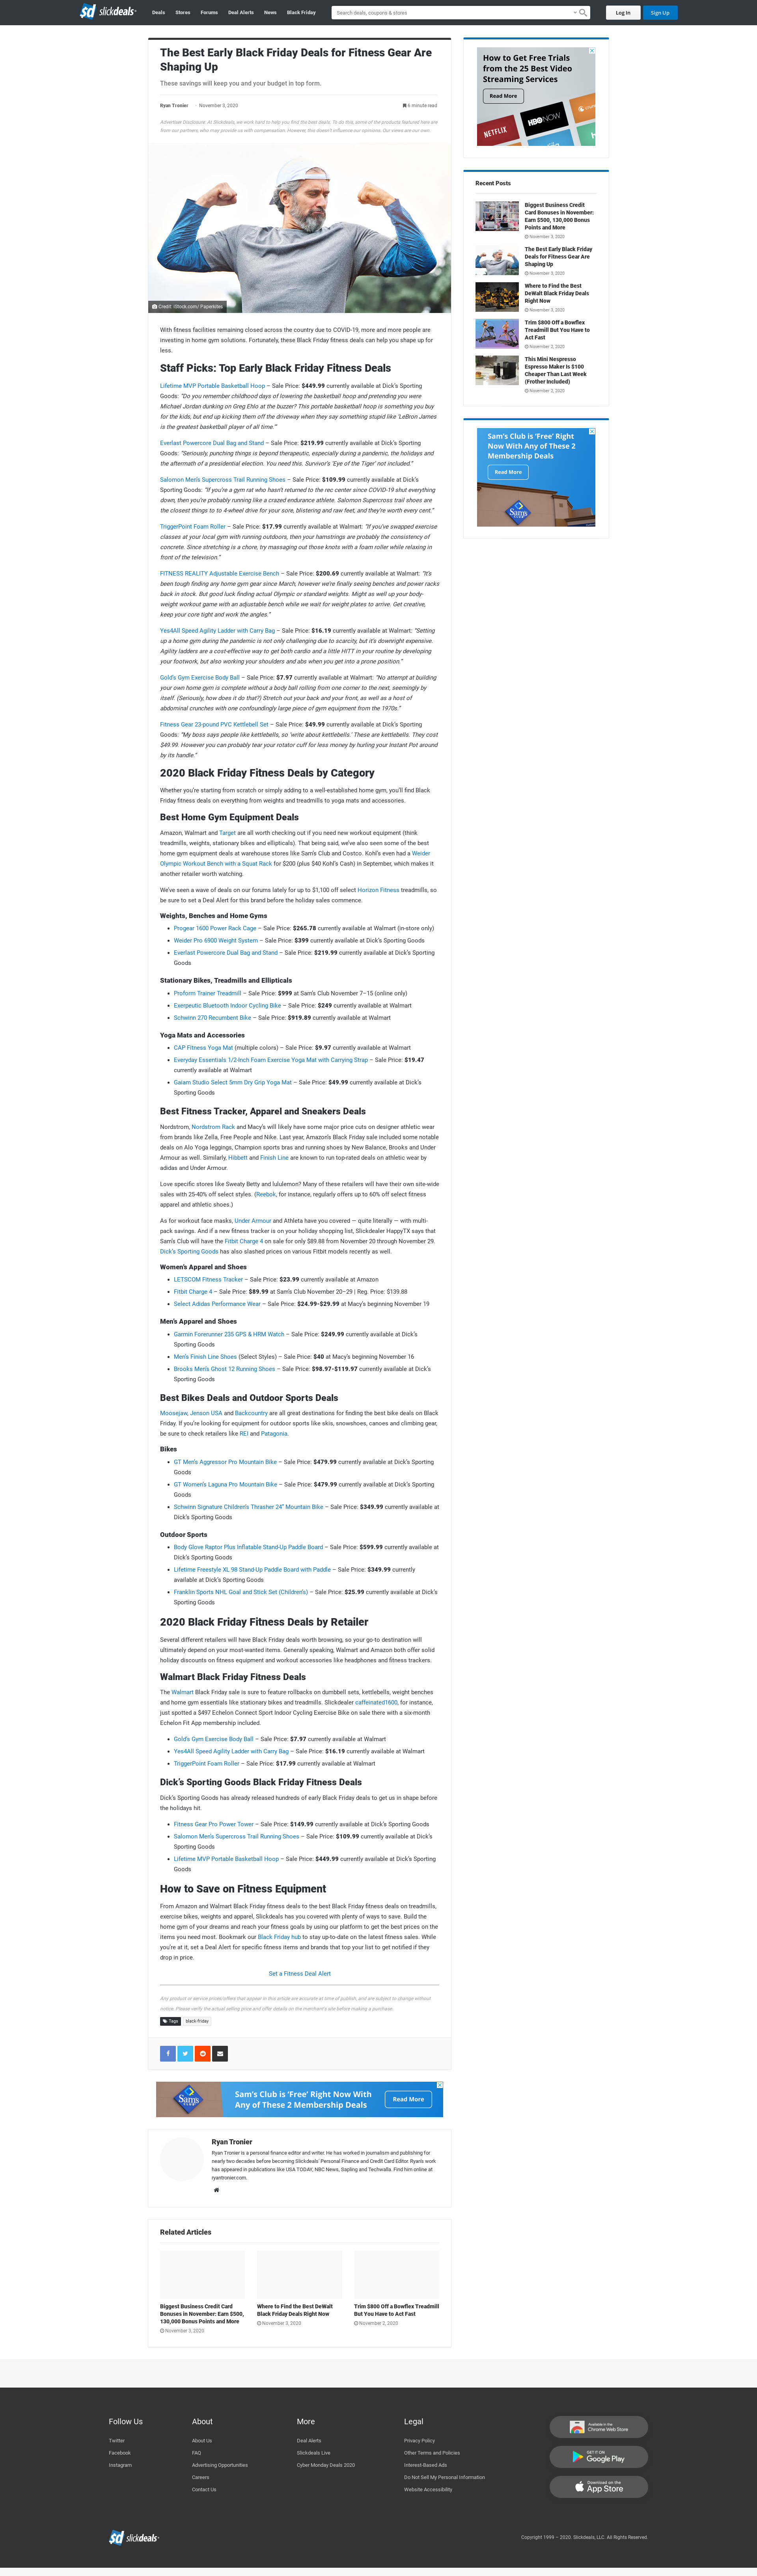 slickdeals
Deals
Stores
Forums
Deal Alerts
News
Black Friday
Search deals, coupons & stores
Log In
Sign Up
The Best Early Black Friday Deals for Fitness Gear Are
Shaping Up
These savings will keep you and your budget in top form.
Ryan Tronier
November 3, 2020
6 minute read
Advertiser Disclosure: At Slickdeals, we work hard to help you find the best deals. To do this, some of the products featured here are
from our partners, who may provide us with compensation. However, this doesn't influence our opinions. Our views are our own.
Credit: iStock.com/ Paperkites
With fitness facilities remaining closed across the country due to COVID-19, more and more people are
investing in home gym solutions. Fortunately, these Black Friday fitness deals can help you shape up for
less.
Staff Picks: Top Early Black Friday Fitness Deals
Lifetime MVP Portable Basketball Hoop – Sale Price: $449.99 currently available at Dick's Sporting
Goods: "Do you remember childhood days of lowering the basketball hoop and pretending you were
Michael Jordan dunking on Greg Ehlo at the buzzer? This portable basketball hoop is something you buy
for the kids, but end up kicking them off the driveway when they say something stupid like 'LeBron James
is the greatest basketball player of all time.'"
Everlast Powercore Dual Bag and Stand – Sale Price: $219.99 currently available at Dick's Sporting
Goods: "Seriously, punching things is beyond therapeutic, especially during a pandemic, the holidays and
the aftermath of a presidential election. You need this. Survivor's 'Eye of the Tiger' not included."
Salomon Men's Supercross Trail Running Shoes – Sale Price: $109.99 currently available at Dick's
Sporting Goods: "If you're a gym rat who hasn't returned to the rec center since COVID-19 shut everything
down, then you're probably running like a crazed endurance athlete. Salomon Supercross trail shoes are
the closest things to 4-wheel drive for your sore, blistering rat feet, and they're worth every cent."
TriggerPoint Foam Roller – Sale Price: $17.99 currently available at Walmart: "If you've swapped exercise
classes at your local gym with running outdoors, then your hamstrings are probably the consistency of
cement. While social isolation is a chore, try massaging out those knots with a foam roller while relaxing in
front of the television."
FITNESS REALITY Adjustable Exercise Bench – Sale Price: $200.69 currently available at Walmart: "It's
been tough finding any home gym gear since March, however we're finally seeing benches and power racks
back in stock. But good luck finding actual Olympic or standard weights. Might as well up your body-
weight workout game with an adjustable bench while we wait for weight plates to arrive. Get creative,
keep your core tight and work the angles."
Yes4All Speed Agility Ladder with Carry Bag – Sale Price: $16.19 currently available at Walmart: "Setting
up a home gym during the pandemic is not only challenging due to scarcity, but it's downright expensive.
Agility ladders are a cost-effective way to get both cardio and a little HITT in your routine by developing
your footwork, but also working your shoulders and abs when you get into a prone position."
Gold's Gym Exercise Body Ball – Sale Price: $7.97 currently available at Walmart: "No attempt at building
your own home gym is complete without a body ball rolling from one corner to the next, seemingly by
itself. (Seriously, how does it do that?) Stretch out your back and your front, as well as a host of
almost comical core positions while using one of three popular pieces of gym equipment from the 1970s."
Fitness Gear 23-pound PVC Kettlebell Set – Sale Price: $49.99 currently available at Dick's Sporting
Goods: "My boss says people like kettlebells, so 'write about kettlebells.' These are kettlebells. They cost
$49.99. However you can probably tear your rotator cuff for less money by hurling your Instant Pot around
by its handle."
2020 Black Friday Fitness Deals by Category
Whether you're starting from scratch or simply adding to a well-established home gym, you'll find Black
Friday fitness deals on everything from weights and treadmills to yoga mats and accessories.
Best Home Gym Equipment Deals
Amazon, Walmart and Target are all worth checking out if you need new workout equipment (think
treadmills, weights, stationary bikes and ellipticals). That being said, we've also seen some of the best
home gym equipment deals at warehouse stores like Sam's Club and Costco. Kohl's even had a Weider
Olympic Workout Bench with a Squat Rack for $200 (plus $40 Kohl's Cash) in September, which makes it
another retailer worth watching.
We've seen a wave of deals on our forums lately for up to $1,100 off select Horizon Fitness treadmills, so
be sure to set a Deal Alert for this brand before the holiday sales commence.
Weights, Benches and Home Gyms
Progear 1600 Power Rack Cage – Sale Price: $265.78 currently available at Walmart (in-store only)
Weider Pro 6900 Weight System – Sale Price: $399 currently available at Dick's Sporting Goods
Everlast Powercore Dual Bag and Stand – Sale Price: $219.99 currently available at Dick's Sporting
Goods
Stationary Bikes, Treadmills and Ellipticals
Proform Trainer Treadmill – Sale Price: $999 at Sam's Club November 7–15 (online only)
Exerpeutic Bluetooth Indoor Cycling Bike – Sale Price: $249 currently available at Walmart
Schwinn 270 Recumbent Bike – Sale Price: $919.89 currently available at Walmart
Yoga Mats and Accessories
CAP Fitness Yoga Mat (multiple colors) – Sale Price: $9.97 currently available at Walmart
Everyday Essentials 1/2-Inch Foam Exercise Yoga Mat with Carrying Strap – Sale Price: $19.47
currently available at Walmart
Gaiam Studio Select 5mm Dry Grip Yoga Mat – Sale Price: $49.99 currently available at Dick's
Sporting Goods
Best Fitness Tracker, Apparel and Sneakers Deals
Nordstrom, Nordstrom Rack and Macy's will likely have some major price cuts on designer athletic wear
from brands like Zella, Free People and Nike. Last year, Amazon's Black Friday sale included some notable
deals on Alo Yoga leggings, Champion sports bras and running shoes by New Balance, Brooks and Under
Armour as well. Similarly, Hibbett and Finish Line are known to run top-rated deals on athletic wear by
adidas and Under Armour.
Love specific stores like Sweaty Betty and lululemon? Many of these retailers will have their own site-wide
sales with 25-40% off select styles. (Reebok, for instance, regularly offers up to 60% off select fitness
apparel and athletic shoes.)
As for workout face masks, Under Armour and Athleta have you covered — quite literally — with multi-
pack savings. And if a new fitness tracker is on your holiday shopping list, Slickdealer HappyTX says that
Sam's Club will have the Fitbit Charge 4 on sale for only $89.88 from November 20 through November 29.
Dick's Sporting Goods has also slashed prices on various Fitbit models recently as well.
Women's Apparel and Shoes
LETSCOM Fitness Tracker – Sale Price: $23.99 currently available at Amazon
Fitbit Charge 4 – Sale Price: $89.99 at Sam's Club November 20–29 | Reg. Price: $139.88
Select Adidas Performance Wear – Sale Price: $24.99-$29.99 at Macy's beginning November 19
Men's Apparel and Shoes
Garmin Forerunner 235 GPS & HRM Watch – Sale Price: $249.99 currently available at Dick's
Sporting Goods
Men's Finish Line Shoes (Select Styles) – Sale Price: $40 at Macy's beginning November 16
Brooks Men's Ghost 12 Running Shoes – Sale Price: $98.97-$119.97 currently available at Dick's
Sporting Goods
Best Bikes Deals and Outdoor Sports Deals
Moosejaw, Jenson USA and Backcountry are all great destinations for finding the best bike deals on Black
Friday. If you're looking for equipment for outdoor sports like skis, snowshoes, canoes and climbing gear,
be sure to check retailers like REI and Patagonia.
Bikes
GT Men's Aggressor Pro Mountain Bike – Sale Price: $479.99 currently available at Dick's Sporting
Goods
GT Women's Laguna Pro Mountain Bike – Sale Price: $479.99 currently available at Dick's Sporting
Goods
Schwinn Signature Children's Thrasher 24" Mountain Bike – Sale Price: $349.99 currently available at
Dick's Sporting Goods
Outdoor Sports
Body Glove Raptor Plus Inflatable Stand-Up Paddle Board – Sale Price: $599.99 currently available at
Dick's Sporting Goods
Lifetime Freestyle XL 98 Stand-Up Paddle Board with Paddle – Sale Price: $349.99 currently
available at Dick's Sporting Goods
Franklin Sports NHL Goal and Stick Set (Children's) – Sale Price: $25.99 currently available at Dick's
Sporting Goods
2020 Black Friday Fitness Deals by Retailer
Several different retailers will have Black Friday deals worth browsing, so your go-to destination will
ultimately depend on your most-wanted items. Generally speaking, Walmart and Amazon both offer solid
holiday discounts on fitness equipment and workout accessories like headphones and fitness trackers.
Walmart Black Friday Fitness Deals
The Walmart Black Friday sale is sure to feature rollbacks on dumbbell sets, kettlebells, weight benches
and home gym essentials like stationary bikes and treadmills. Slickdealer caffeinated1600, for instance,
just spotted a $497 Echelon Connect Sport Indoor Cycling Exercise Bike on sale there with a six-month
Echelon Fit App membership included.
Gold's Gym Exercise Body Ball – Sale Price: $7.97 currently available at Walmart
Yes4All Speed Agility Ladder with Carry Bag – Sale Price: $16.19 currently available at Walmart
TriggerPoint Foam Roller – Sale Price: $17.99 currently available at Walmart
Dick's Sporting Goods Black Friday Fitness Deals
Dick's Sporting Goods has already released hundreds of early Black Friday deals to get us in shape before
the holidays hit.
Fitness Gear Pro Power Tower – Sale Price: $149.99 currently available at Dick's Sporting Goods
Salomon Men's Supercross Trail Running Shoes – Sale Price: $109.99 currently available at Dick's
Sporting Goods
Lifetime MVP Portable Basketball Hoop – Sale Price: $449.99 currently available at Dick's Sporting
Goods
How to Save on Fitness Equipment
From Amazon and Walmart Black Friday fitness deals to the best Black Friday fitness deals on treadmills,
exercise bikes, weights and apparel, Slickdeals has you covered with plenty of ways to save. Build the
home gym of your dreams and reach your fitness goals by using our platform to get the best prices on the
items you need most. Bookmark our Black Friday hub to stay up-to-date on the latest fitness sales. While
you're at it, set a Deal Alert for specific fitness items and brands that top your list to get notified if they
drop in price.
Set a Fitness Deal Alert
Any product or service prices/offers that appear in this article are accurate at time of publish, and are subject to change without
notice. Please verify the actual selling price and offer details on the merchant's site before making a purchase.
Tags
black-friday
Sam's Club is 'Free' Right Now With
Any of These 2 Membership Deals
Read More
Ryan Tronier
Ryan Tronier is a personal finance editor and writer. He has worked in journalism and publishing for
nearly two decades before becoming Slickdeals' Personal Finance and Credit Card Editor. Ryan's work
has appeared in publications like USA TODAY, NBC News, Sapling and Techwalla. Find him online at
ryantronier.com.
Related Articles
Biggest Business Credit Card
Bonuses in November: Earn $500,
130,000 Bonus Points and More
November 3, 2020
Where to Find the Best DeWalt
Black Friday Deals Right Now
November 3, 2020
Trim $800 Off a Bowflex Treadmill
But You Have to Act Fast
November 2, 2020
How to Get Free Trials
from the 25 Best Video
Streaming Services
Read More
NETFLIX
HBO NOW
Recent Posts
Biggest Business Credit
Card Bonuses in November:
Earn $500, 130,000 Bonus
Points and More
November 3, 2020
The Best Early Black Friday
Deals for Fitness Gear Are
Shaping Up
November 3, 2020
Where to Find the Best
DeWalt Black Friday Deals
Right Now
November 3, 2020
Trim $800 Off a Bowflex
Treadmill But You Have to
Act Fast
November 2, 2020
This Mini Nespresso
Espresso Maker Is $100
Cheaper Than Last Week
(Frother Included)
November 2, 2020
Sam's Club is 'Free' Right
Now With Any of These 2
Membership Deals
Read More
Sam's
Follow Us
Twitter
Facebook
Instagram
About
About Us
FAQ
Advertising Opportunities
Careers
Contact Us
More
Deal Alerts
Slickdeals Live
Cyber Monday Deals 2020
Legal
Privacy Policy
Other Terms and Policies
Interest-Based Ads
Do Not Sell My Personal Information
Website Accessibility
Available in the
Chrome Web Store
GET IT ON
Google Play
Download on the
App Store
slickdeals
Copyright 1999 – 2020. Slickdeals, LLC. All Rights Reserved.